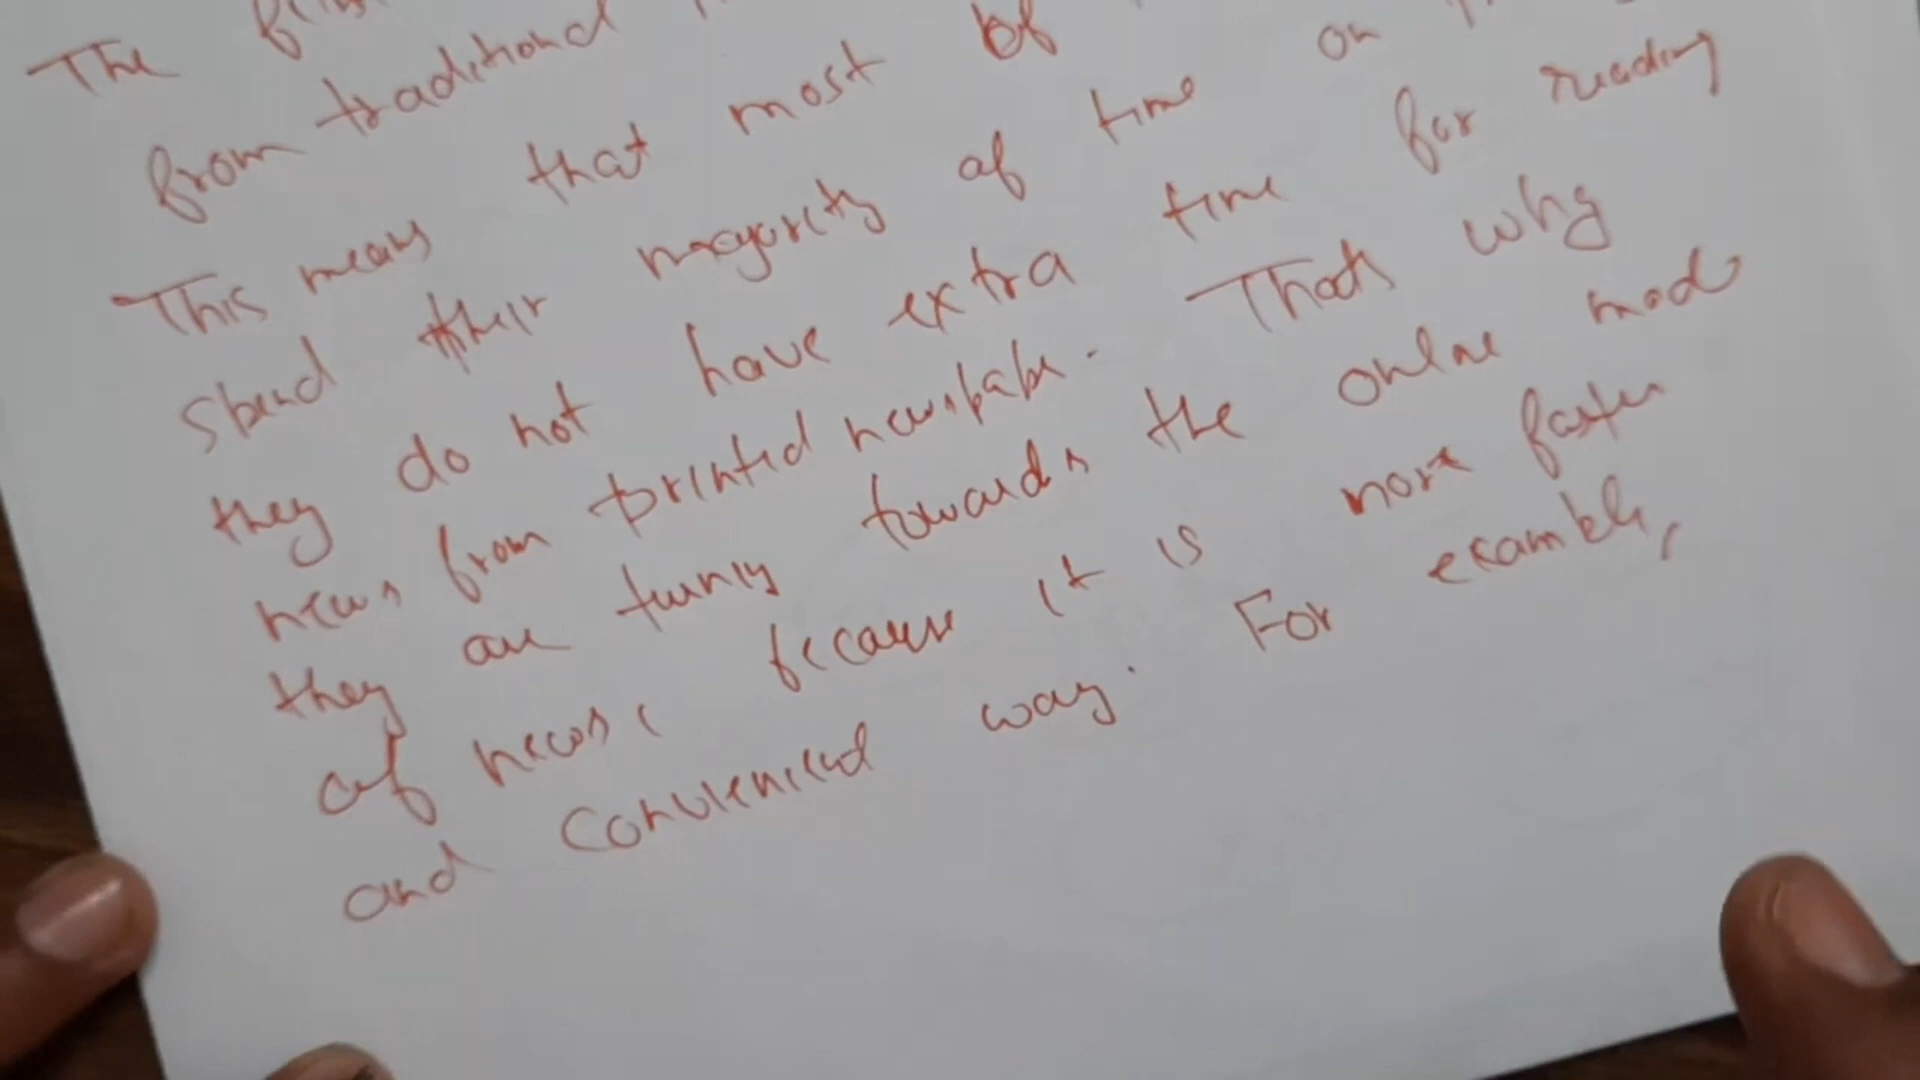 The
from traditional
This means that most of
spend their majority of time on
they do not have extra time for reading
news from printed newspaper. Thats why
they are turning towards the online mode
of news, because it is more faster
and convenient way. For example,